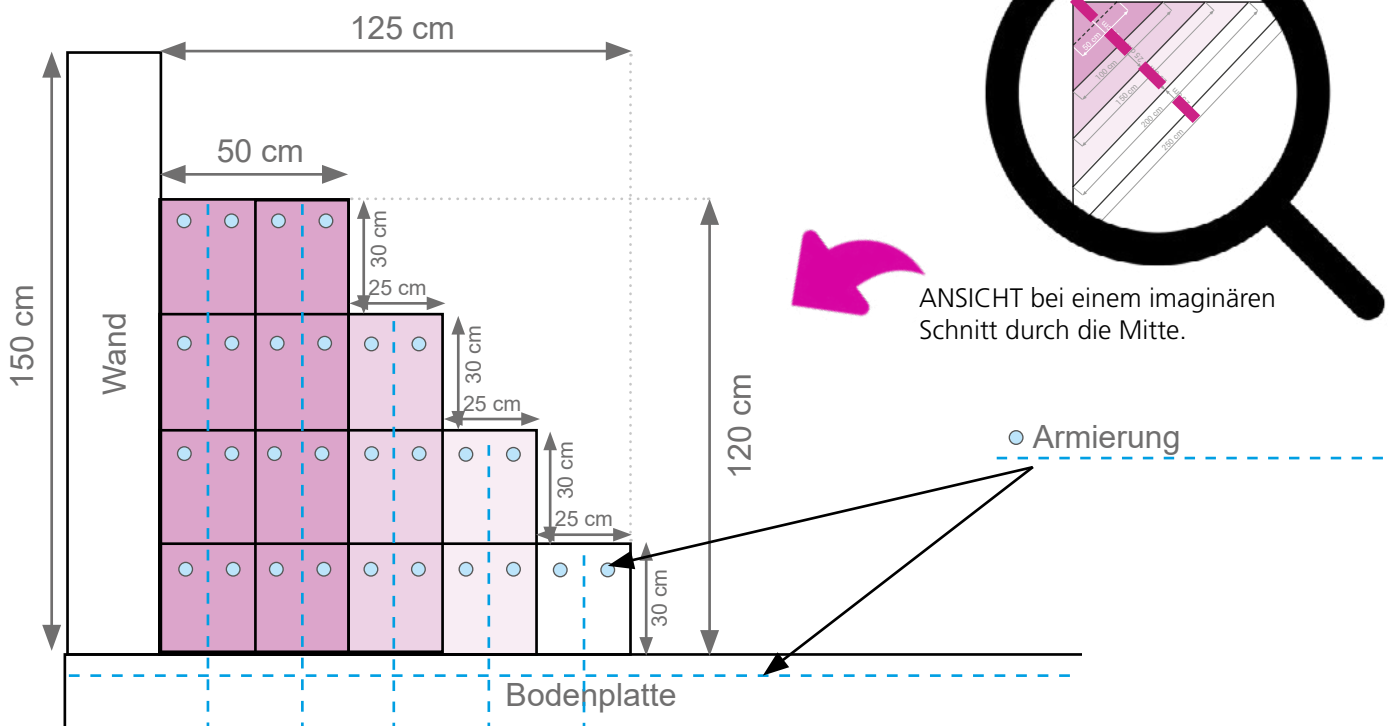 125 cm
50 cm
150 cm
Wand
30 cm
25 cm
30 cm
25 cm
30 cm
25 cm
30 cm
120 cm
50 cm
100 cm
150 cm
200 cm
250 cm
ANSICHT bei einem imaginären
Schnitt durch die Mitte.
Armierung
Bodenplatte